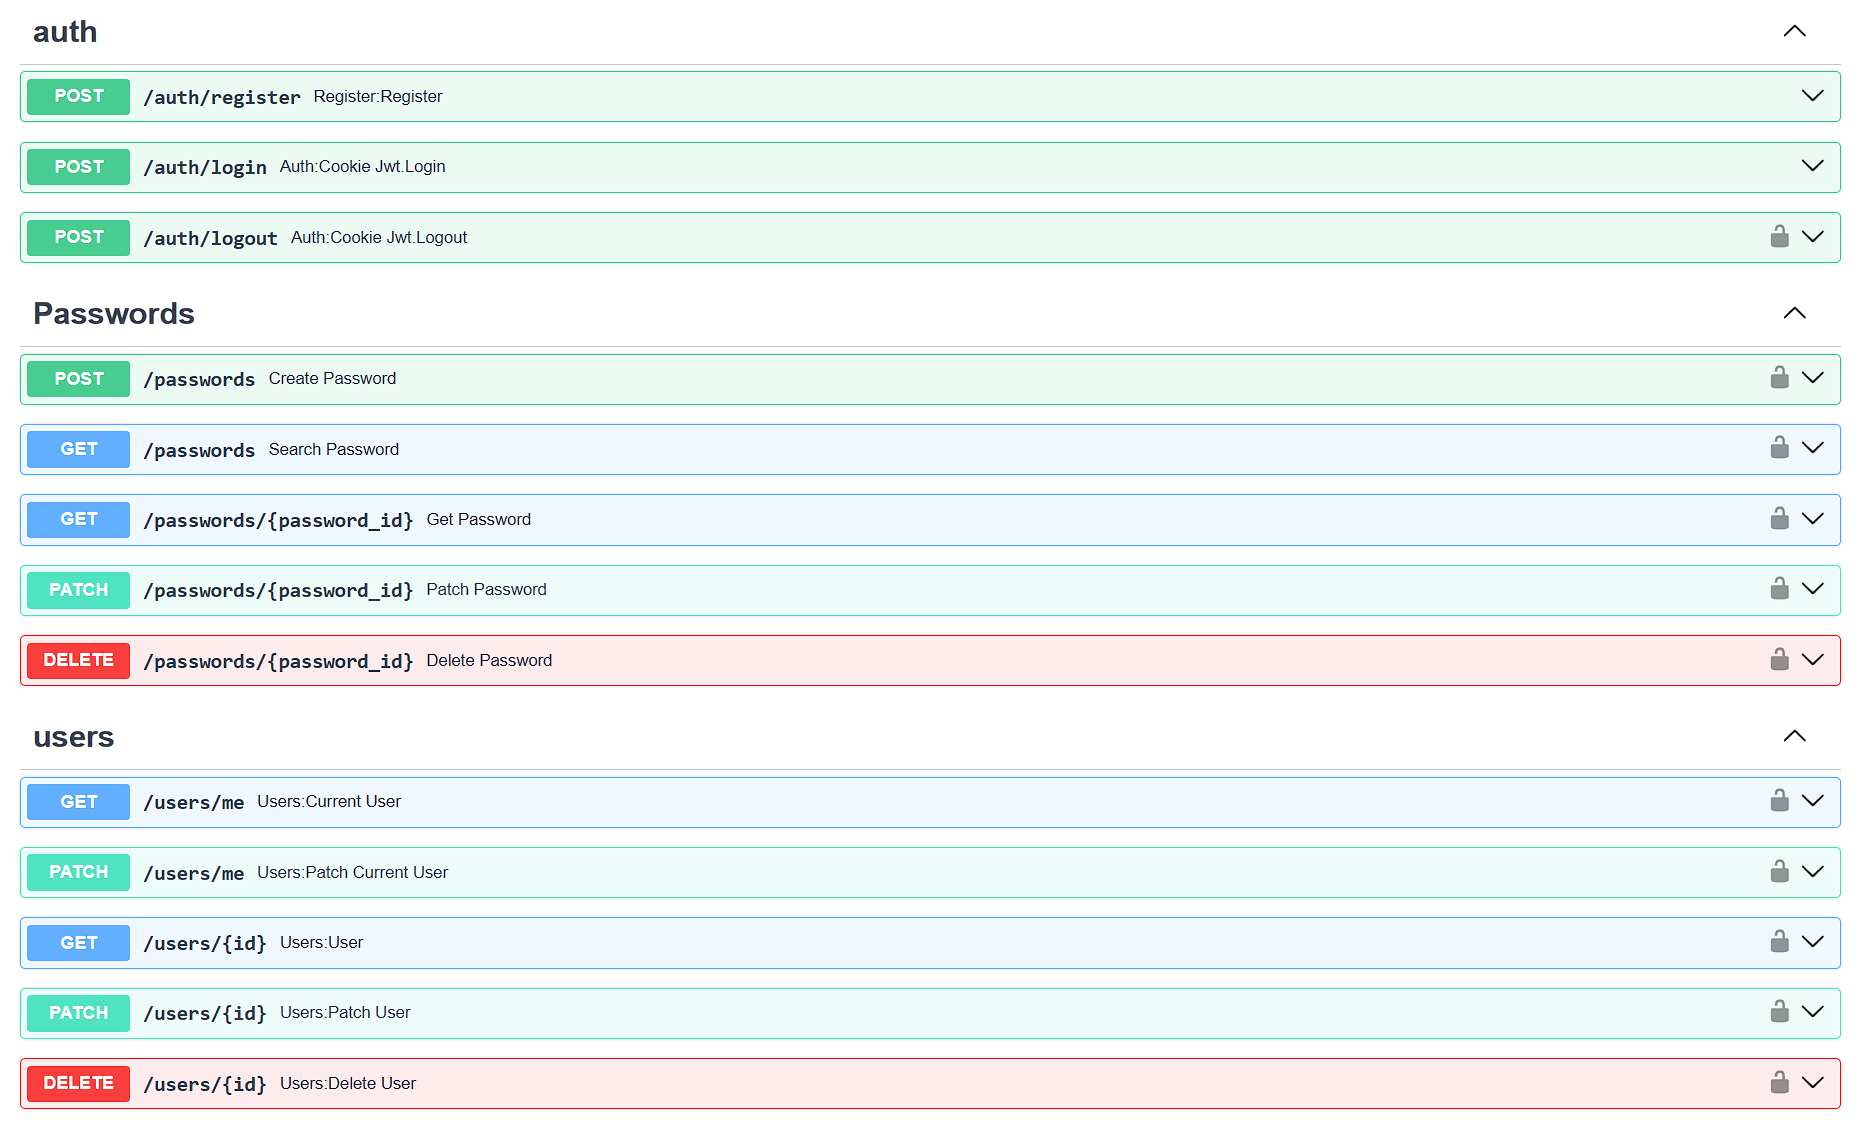 auth
POST /auth/register Register:Register
POST /auth/login Auth:Cookie Jwt.Login
POST /auth/logout Auth:Cookie Jwt.Logout
Passwords
POST /passwords Create Password
GET /passwords Search Password
GET /passwords/{password_id} Get Password
PATCH /passwords/{password_id} Patch Password
DELETE /passwords/{password_id} Delete Password
users
GET /users/me Users:Current User
PATCH /users/me Users:Patch Current User
GET /users/{id} Users:User
PATCH /users/{id} Users:Patch User
DELETE /users/{id} Users:Delete User